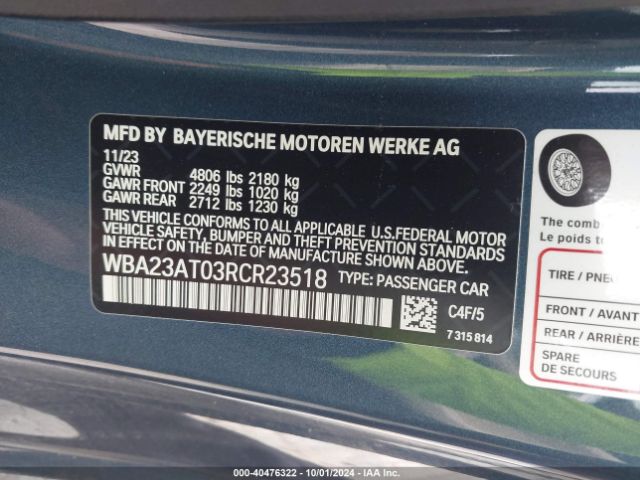 MFD BY BAYERISCHE MOTOREN WERKE AG
11/23
GVWR 4806 lbs 2180 kg
GAWR FRONT 2249 lbs 1020 kg
GAWR REAR 2712 lbs 1230 kg
THIS VEHICLE CONFORMS TO ALL APPLICABLE U.S.FEDERAL MOTOR
VEHICLE SAFETY, BUMPER AND THEFT PREVENTION STANDARDS
IN EFFECT ON THE DATE OF MANUFACTURE SHOWN ABOVE.
WBA23AT03RCR23518 TYPE: PASSENGER CAR
C4F/5
7 315 814
The comb
Le poids to
TIRE / PNE
FRONT / AVANT
REAR / ARRIÈRE
SPARE
DE SECOURS
000-40476322 - 10/01/2024 - IAA Inc.